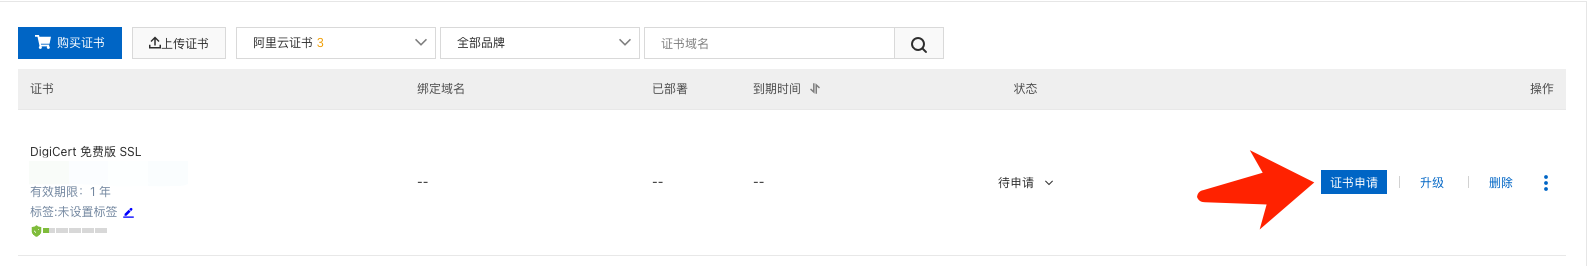 购买证书 上传证书 阿里云证书 3 全部品牌 证书域名
证书 绑定域名 已部署 到期时间 状态 操作
DigiCert 免费版 SSL
-- -- -- 待申请 证书申请 升级 删除
有效期限：1 年
标签:未设置标签